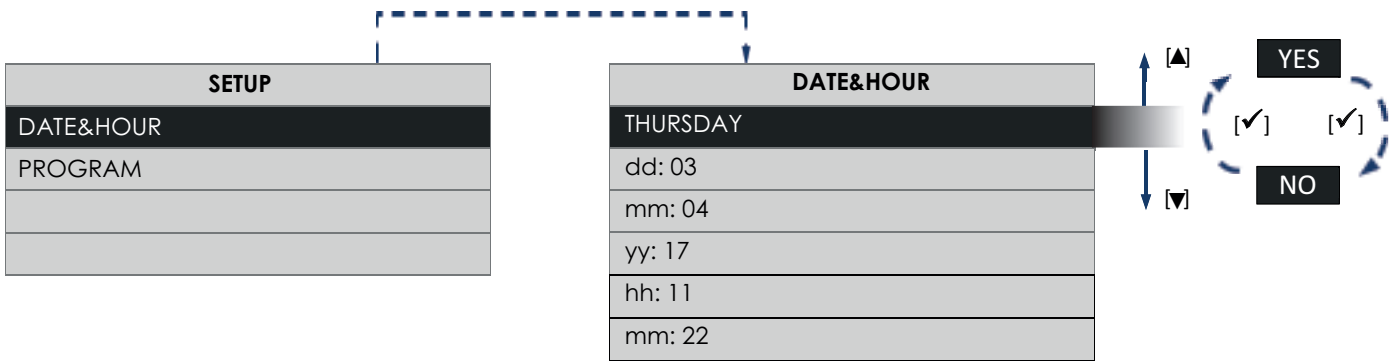 SETUP
DATE&HOUR
PROGRAM
DATE&HOUR
THURSDAY
dd: 03
mm: 04
yy: 17
hh: 11
mm: 22
[▲]
[▼]
YES
[✓] [✓]
NO